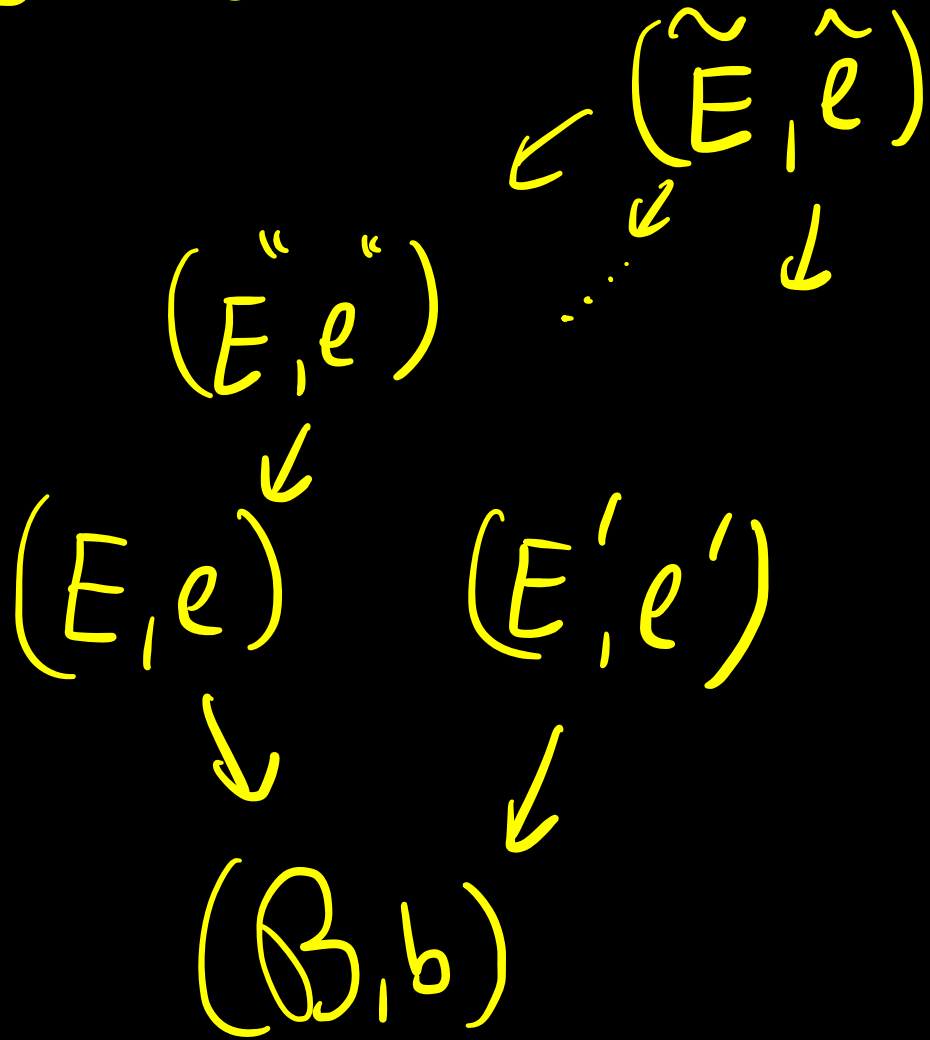 (Ẽ, ẽ)
(E", e")
(E, e) (E', e')
(B, b)